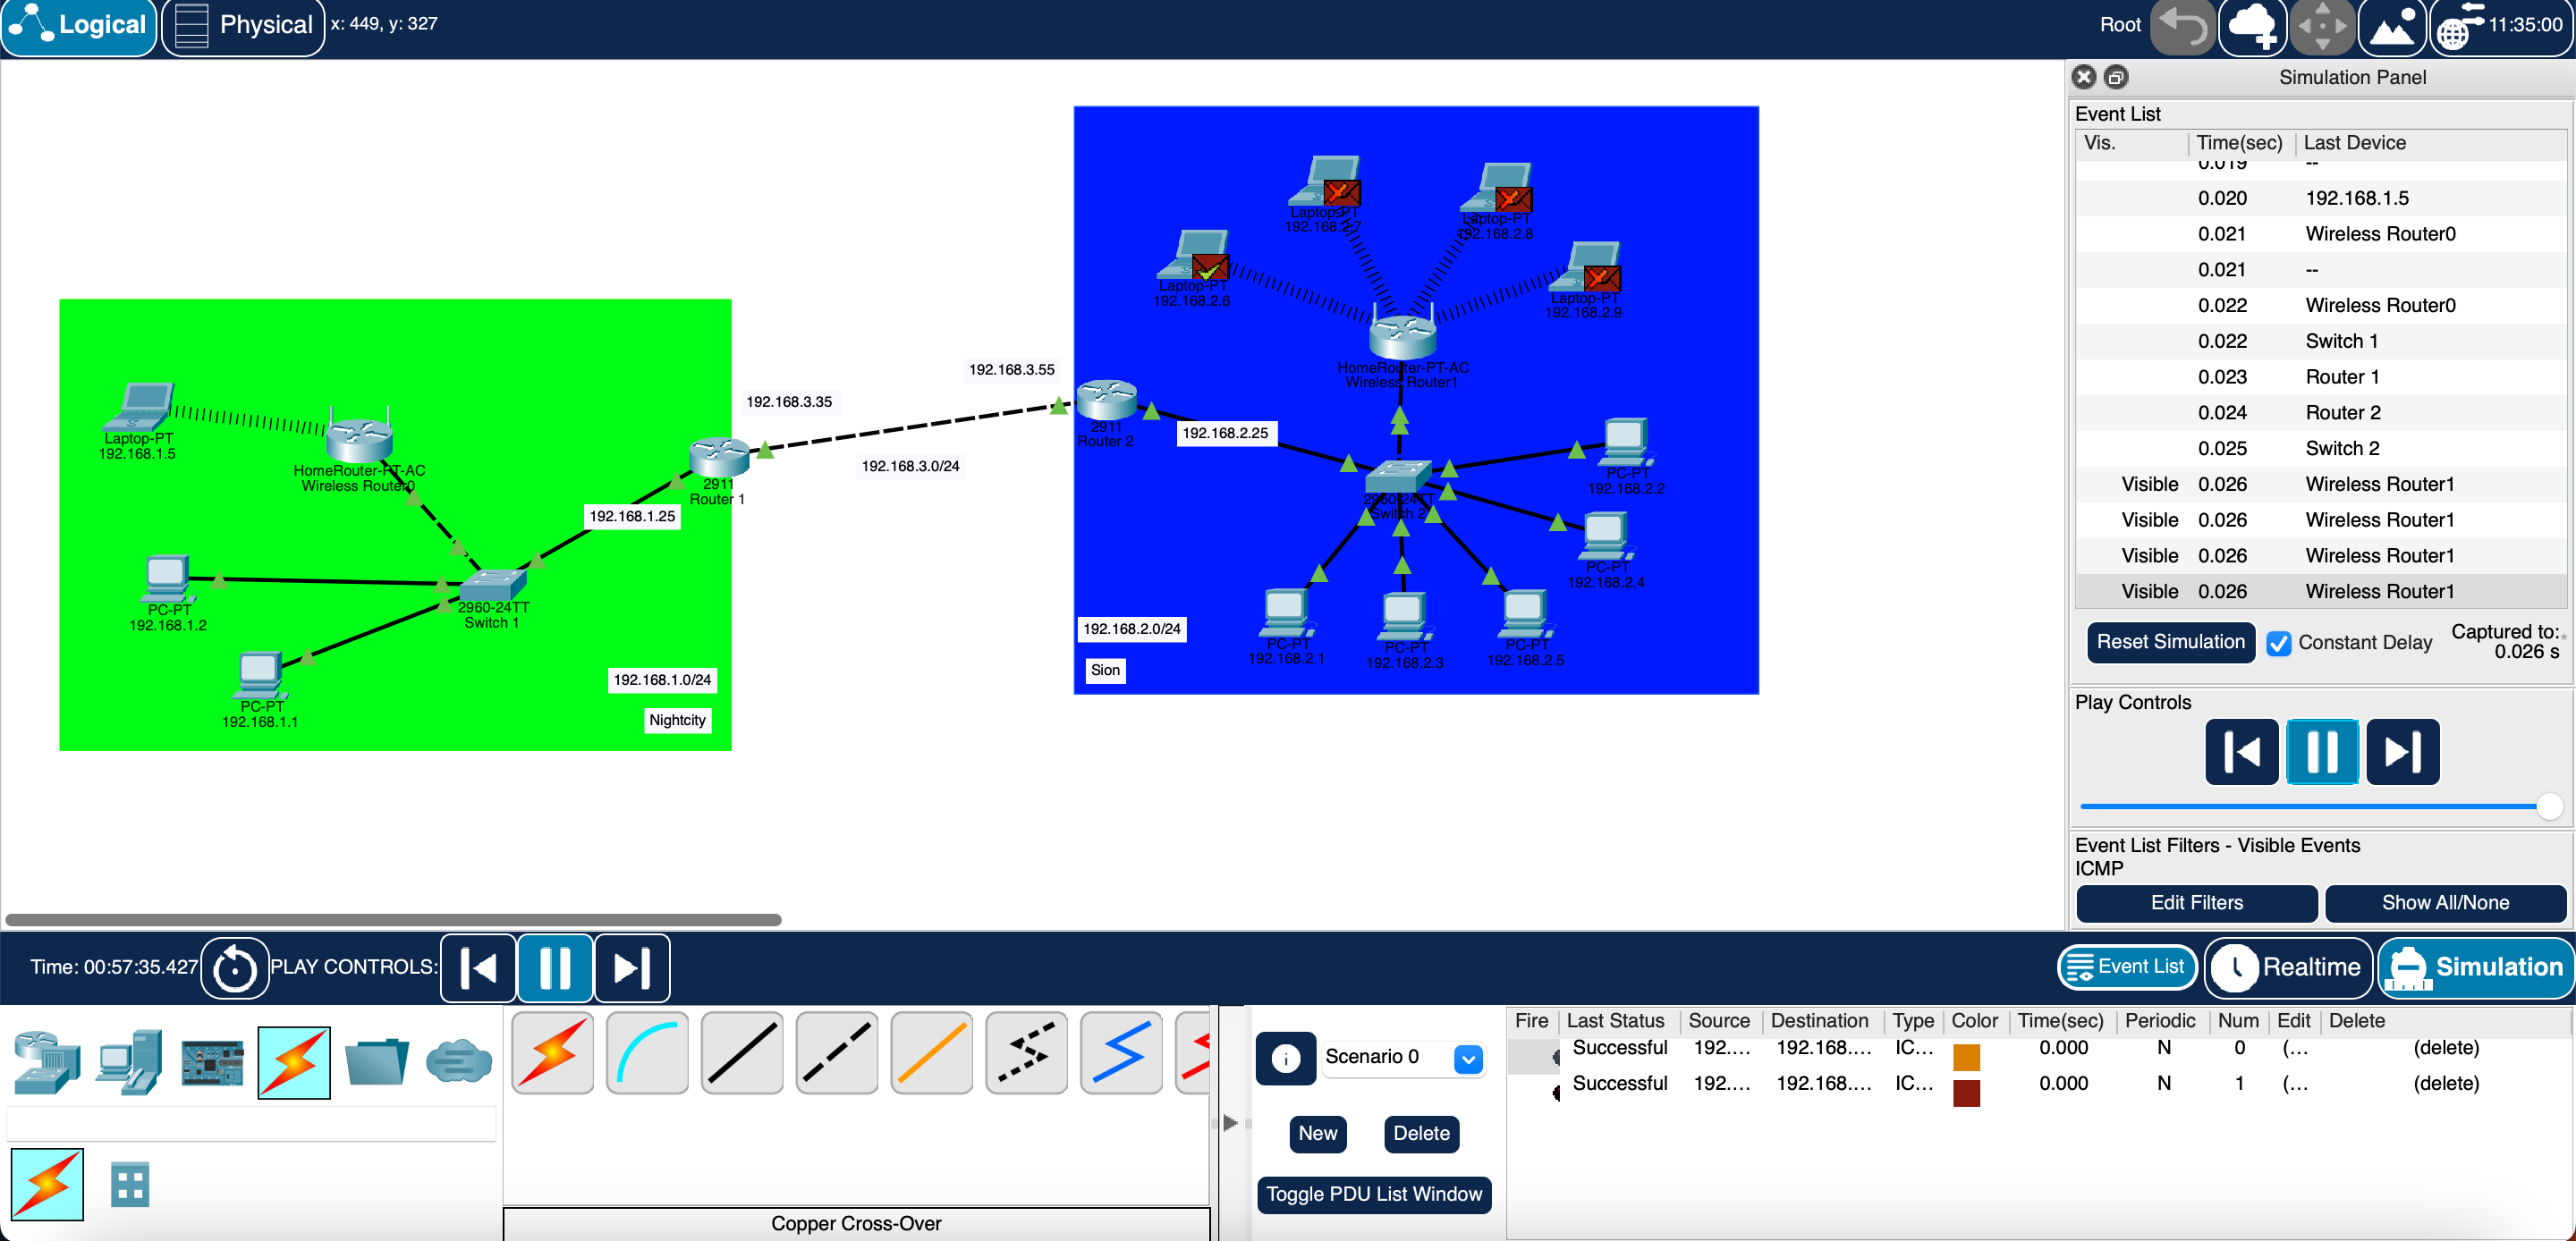 Logical
Physical
x: 449, y: 327
Root
11:35:00
Simulation Panel
Event List
Vis. Time(sec) Last Device
0.019 --
0.020 192.168.1.5
0.021 Wireless Router0
0.021 --
0.022 Wireless Router0
0.022 Switch 1
0.023 Router 1
0.024 Router 2
0.025 Switch 2
Visible 0.026 Wireless Router1
Visible 0.026 Wireless Router1
Visible 0.026 Wireless Router1
Visible 0.026 Wireless Router1
Reset Simulation
Constant Delay
Captured to:*
0.026 s
Play Controls
Event List Filters - Visible Events
ICMP
Edit Filters
Show All/None
Laptop-PT
192.168.1.5
HomeRouter-PT-AC
Wireless Router0
PC-PT
192.168.1.2
PC-PT
192.168.1.1
2960-24TT
Switch 1
192.168.1.25
2911
Router 1
192.168.1.0/24
Nightcity
192.168.3.35
192.168.3.55
192.168.3.0/24
Laptop-PT
192.168.2.7
Laptop-PT
192.168.2.8
Laptop-PT
192.168.2.6
Laptop-PT
192.168.2.9
HomeRouter-PT-AC
Wireless Router1
2911
Router 2
192.168.2.25
2960-24TT
Switch 2
PC-PT
192.168.2.2
PC-PT
192.168.2.4
PC-PT
192.168.2.1
PC-PT
192.168.2.3
PC-PT
192.168.2.5
192.168.2.0/24
Sion
Time: 00:57:35.427
PLAY CONTROLS:
Event List
Realtime
Simulation
Copper Cross-Over
Scenario 0
New
Delete
Toggle PDU List Window
Fire Last Status Source Destination Type Color Time(sec) Periodic Num Edit Delete
Successful 192.... 192.168.... IC... 0.000 N 0 (... (delete)
Successful 192.... 192.168.... IC... 0.000 N 1 (... (delete)